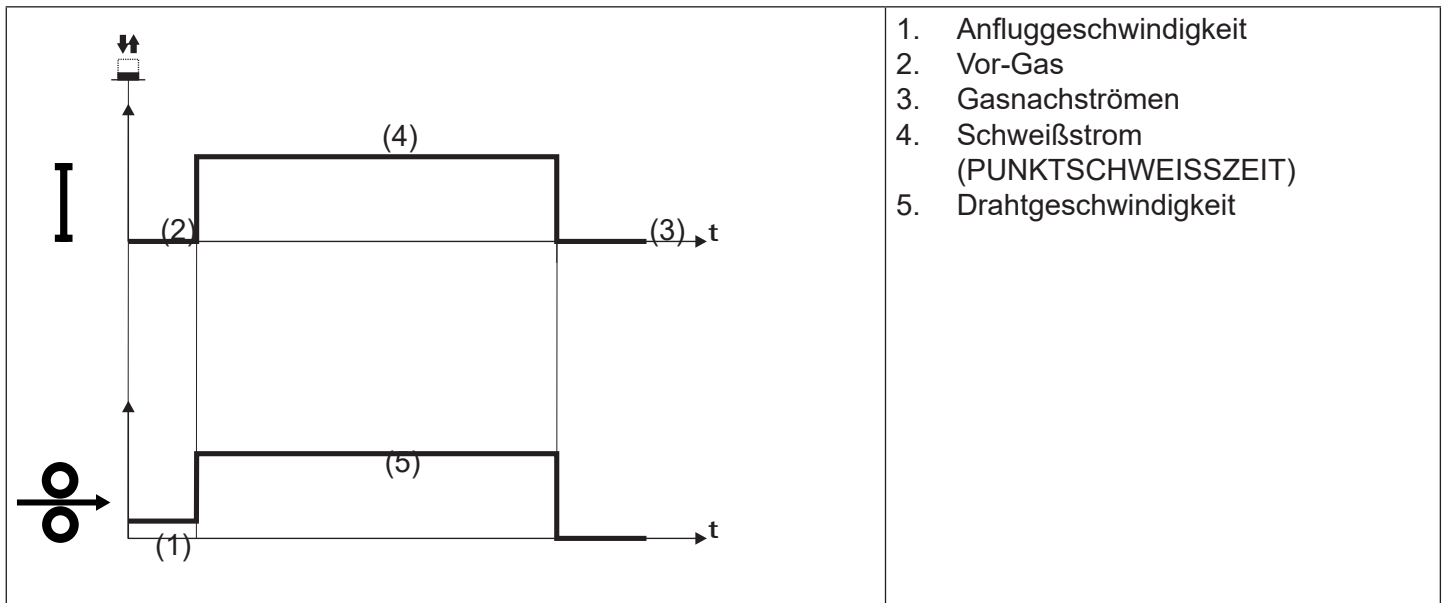 (4)
(2)
(3)
t
(5)
(1)
t
1. Anfluggeschwindigkeit
2. Vor-Gas
3. Gasnachströmen
4. Schweißstrom
(PUNKTSCHWEISSZEIT)
5. Drahtgeschwindigkeit